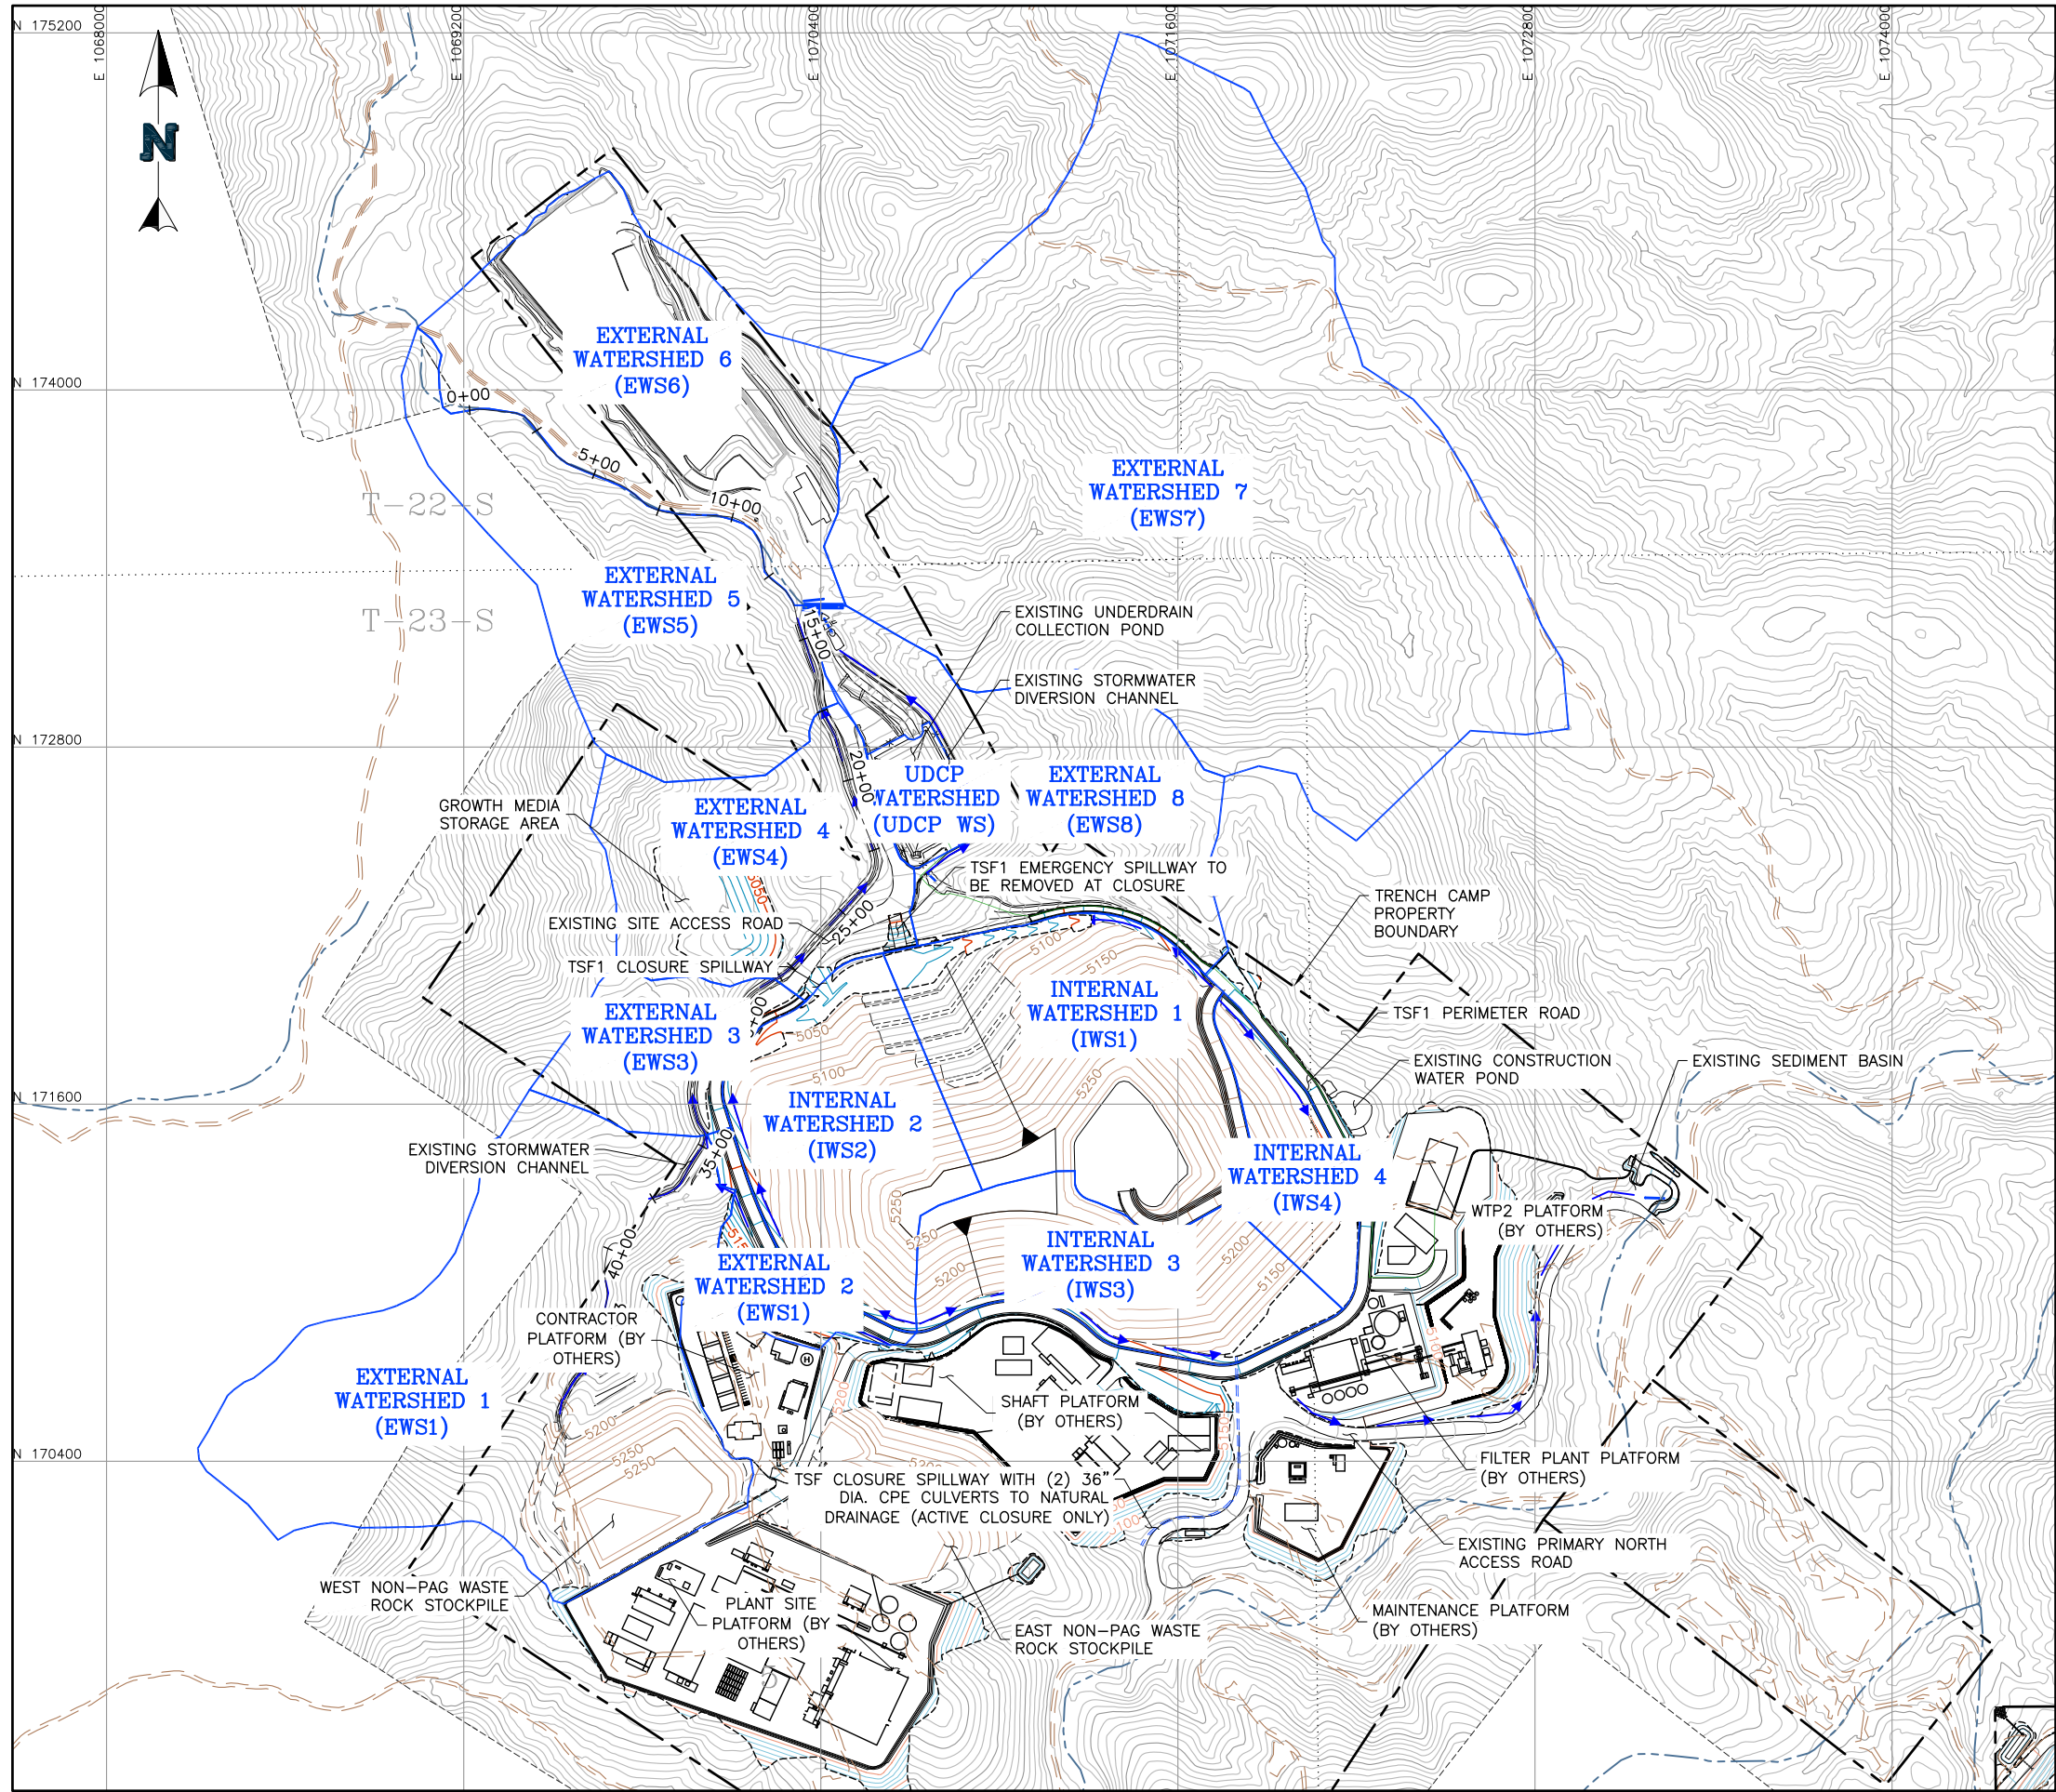 N 175200
E 1068000
E 1069200
E 1070400
E 1071600
E 1072800
E 1074000
N
EXTERNAL
WATERSHED 6
(EWS6)
N 174000
0+00
5+00
10+00
T-22-S
EXTERNAL
WATERSHED 7
(EWS7)
EXTERNAL
WATERSHED 5
(EWS5)
T-23-S
15+00
EXISTING UNDERDRAIN
COLLECTION POND
EXISTING STORMWATER
DIVERSION CHANNEL
N 172800
20+00
UDCP
WATERSHED
(UDCP WS)
EXTERNAL
WATERSHED 8
(EWS8)
GROWTH MEDIA
STORAGE AREA
EXTERNAL
WATERSHED 4
(EWS4)
5050
TSF1 EMERGENCY SPILLWAY TO
BE REMOVED AT CLOSURE
TRENCH CAMP
PROPERTY
BOUNDARY
EXISTING SITE ACCESS ROAD
25+00
TSF1 CLOSURE SPILLWAY
5100
5150
EXTERNAL
WATERSHED 3
(EWS3)
INTERNAL
WATERSHED 1
(IWS1)
TSF1 PERIMETER ROAD
5050
5100
5250
EXISTING CONSTRUCTION
WATER POND
EXISTING SEDIMENT BASIN
N 171600
INTERNAL
WATERSHED 2
(IWS2)
EXISTING STORMWATER
DIVERSION CHANNEL
35+00
INTERNAL
WATERSHED 4
(IWS4)
WTP2 PLATFORM
(BY OTHERS)
5250
5250
5200
40+00
EXTERNAL
WATERSHED 2
(EWS1)
INTERNAL
WATERSHED 3
(IWS3)
5200
5150
CONTRACTOR
PLATFORM (BY
OTHERS)
H
5100
EXTERNAL
WATERSHED 1
(EWS1)
5200
SHAFT PLATFORM
(BY OTHERS)
5200
5250
5250
5150
N 170400
FILTER PLANT PLATFORM
(BY OTHERS)
TSF CLOSURE SPILLWAY WITH (2) 36"
DIA. CPE CULVERTS TO NATURAL
DRAINAGE (ACTIVE CLOSURE ONLY)
5100
EXISTING PRIMARY NORTH
ACCESS ROAD
WEST NON-PAG WASTE
ROCK STOCKPILE
PLANT SITE
PLATFORM (BY
OTHERS)
MAINTENANCE PLATFORM
(BY OTHERS)
EAST NON-PAG WASTE
ROCK STOCKPILE